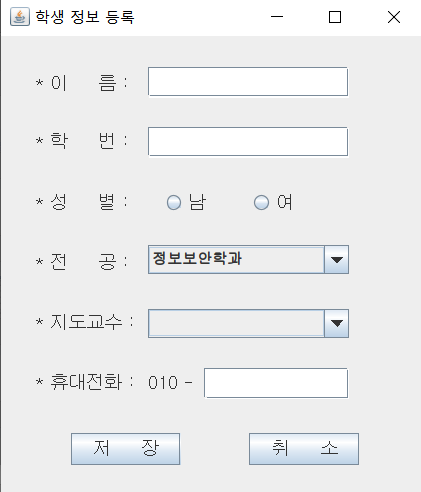 학생 정보 등록
* 이 름 :
* 학 번 :
* 성 별 : 남 여
* 전 공 : 정보보안학과
* 지도교수 :
* 휴대전화 : 010 -
저 장 취 소